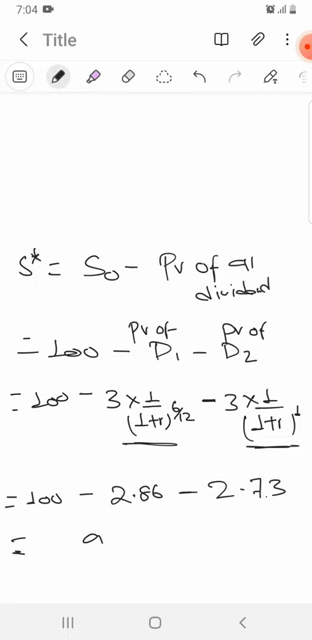 7:04
Title
S* = S₀ - Pv of all dividend
= 100 - Pv of D₁ - Pv of D₂
= 100 - 3 × 1/(1+r)^6/12 - 3 × 1/(1+r)^1
= 100 - 2.86 - 2.73
= 9